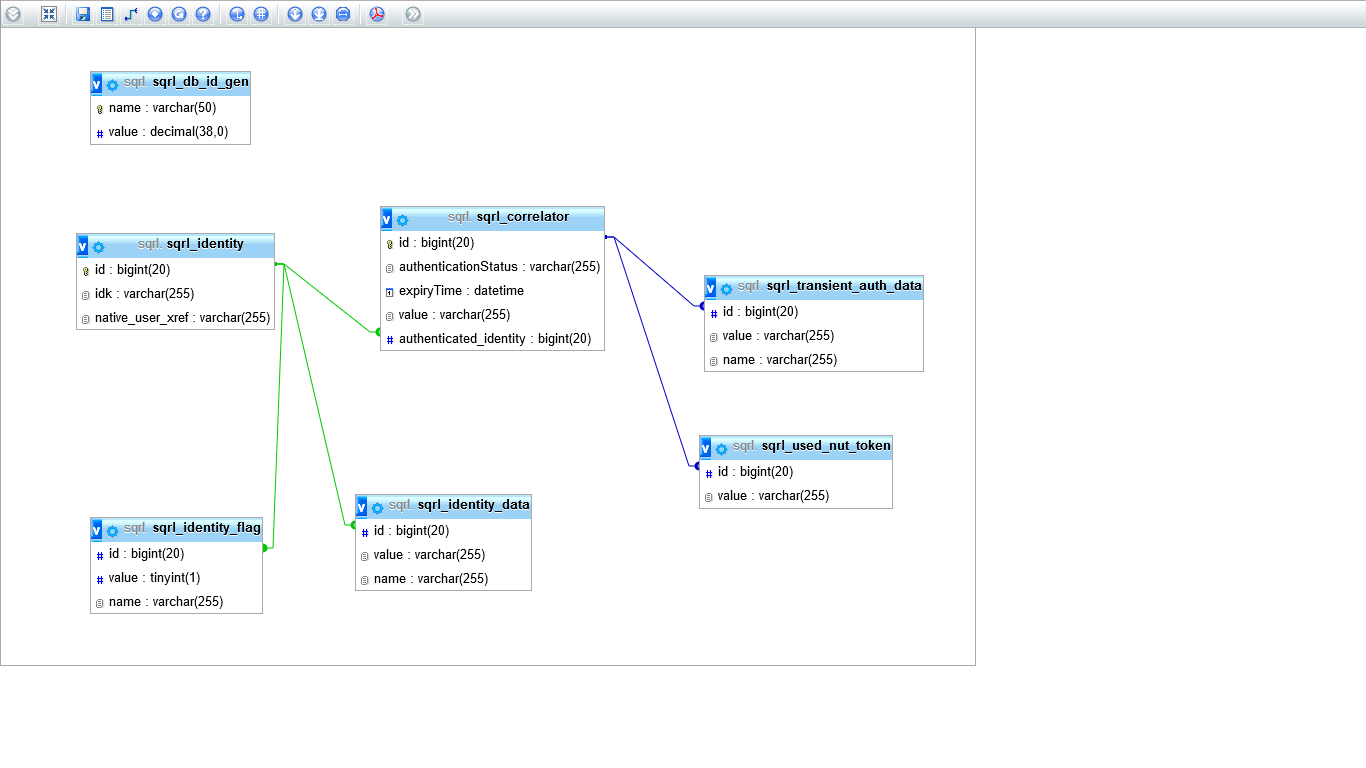 sqrl. sqrl_db_id_gen
name : varchar(50)
value : decimal(38,0)
sqrl. sqrl_identity
id : bigint(20)
idk : varchar(255)
native_user_xref : varchar(255)
sqrl. sqrl_correlator
id : bigint(20)
authenticationStatus : varchar(255)
expiryTime : datetime
value : varchar(255)
authenticated_identity : bigint(20)
sqrl. sqrl_transient_auth_data
id : bigint(20)
value : varchar(255)
name : varchar(255)
sqrl. sqrl_used_nut_token
id : bigint(20)
value : varchar(255)
sqrl. sqrl_identity_data
id : bigint(20)
value : varchar(255)
name : varchar(255)
sqrl. sqrl_identity_flag
id : bigint(20)
value : tinyint(1)
name : varchar(255)